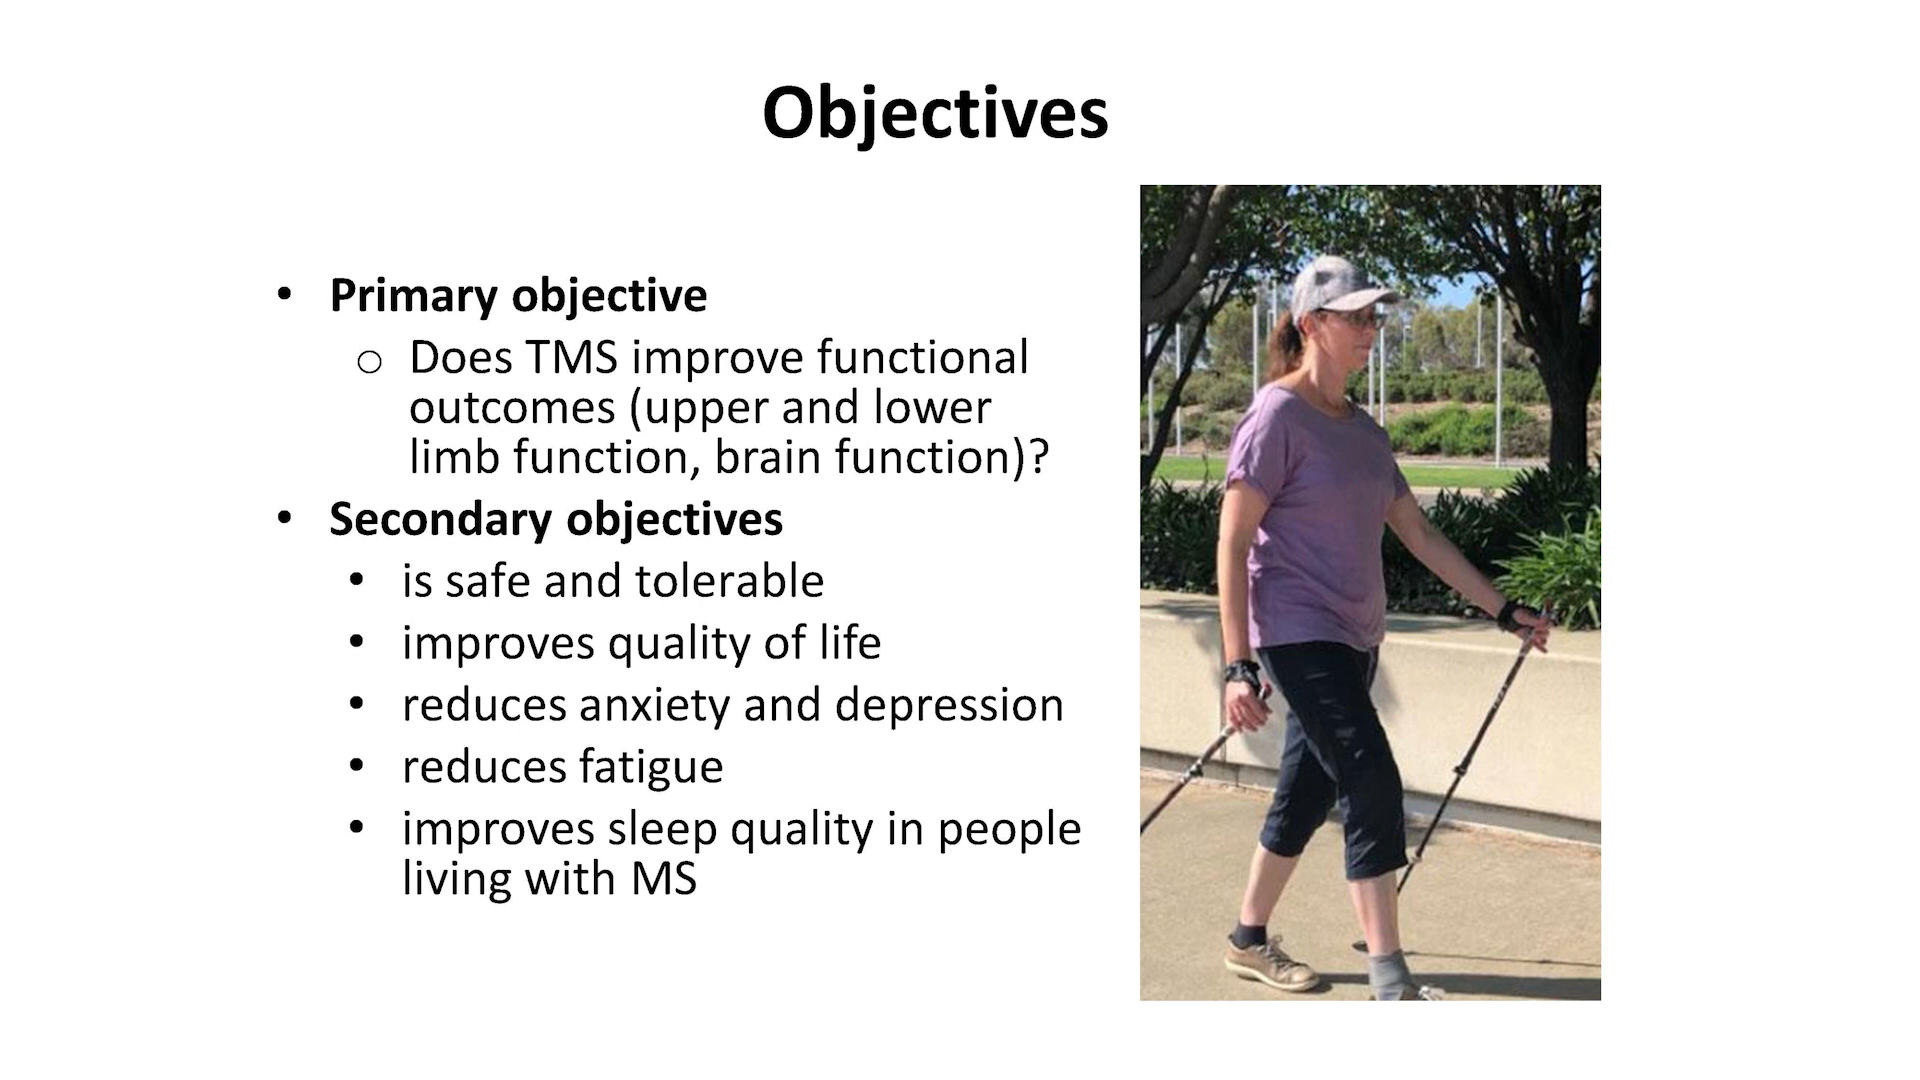 Objectives
• Primary objective
o Does TMS improve functional
outcomes (upper and lower
limb function, brain function)?
• Secondary objectives
• is safe and tolerable
• improves quality of life
• reduces anxiety and depression
• reduces fatigue
• improves sleep quality in people
living with MS